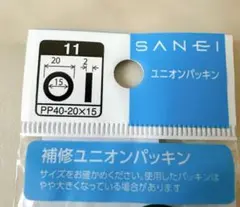 11
20
2
15
PP40-20×15
SANEI
ユニオンパッキン
補修ユニオンパッキン
サイズをお確かめください。使用したパッキンは
やや大きくなっている場合があります